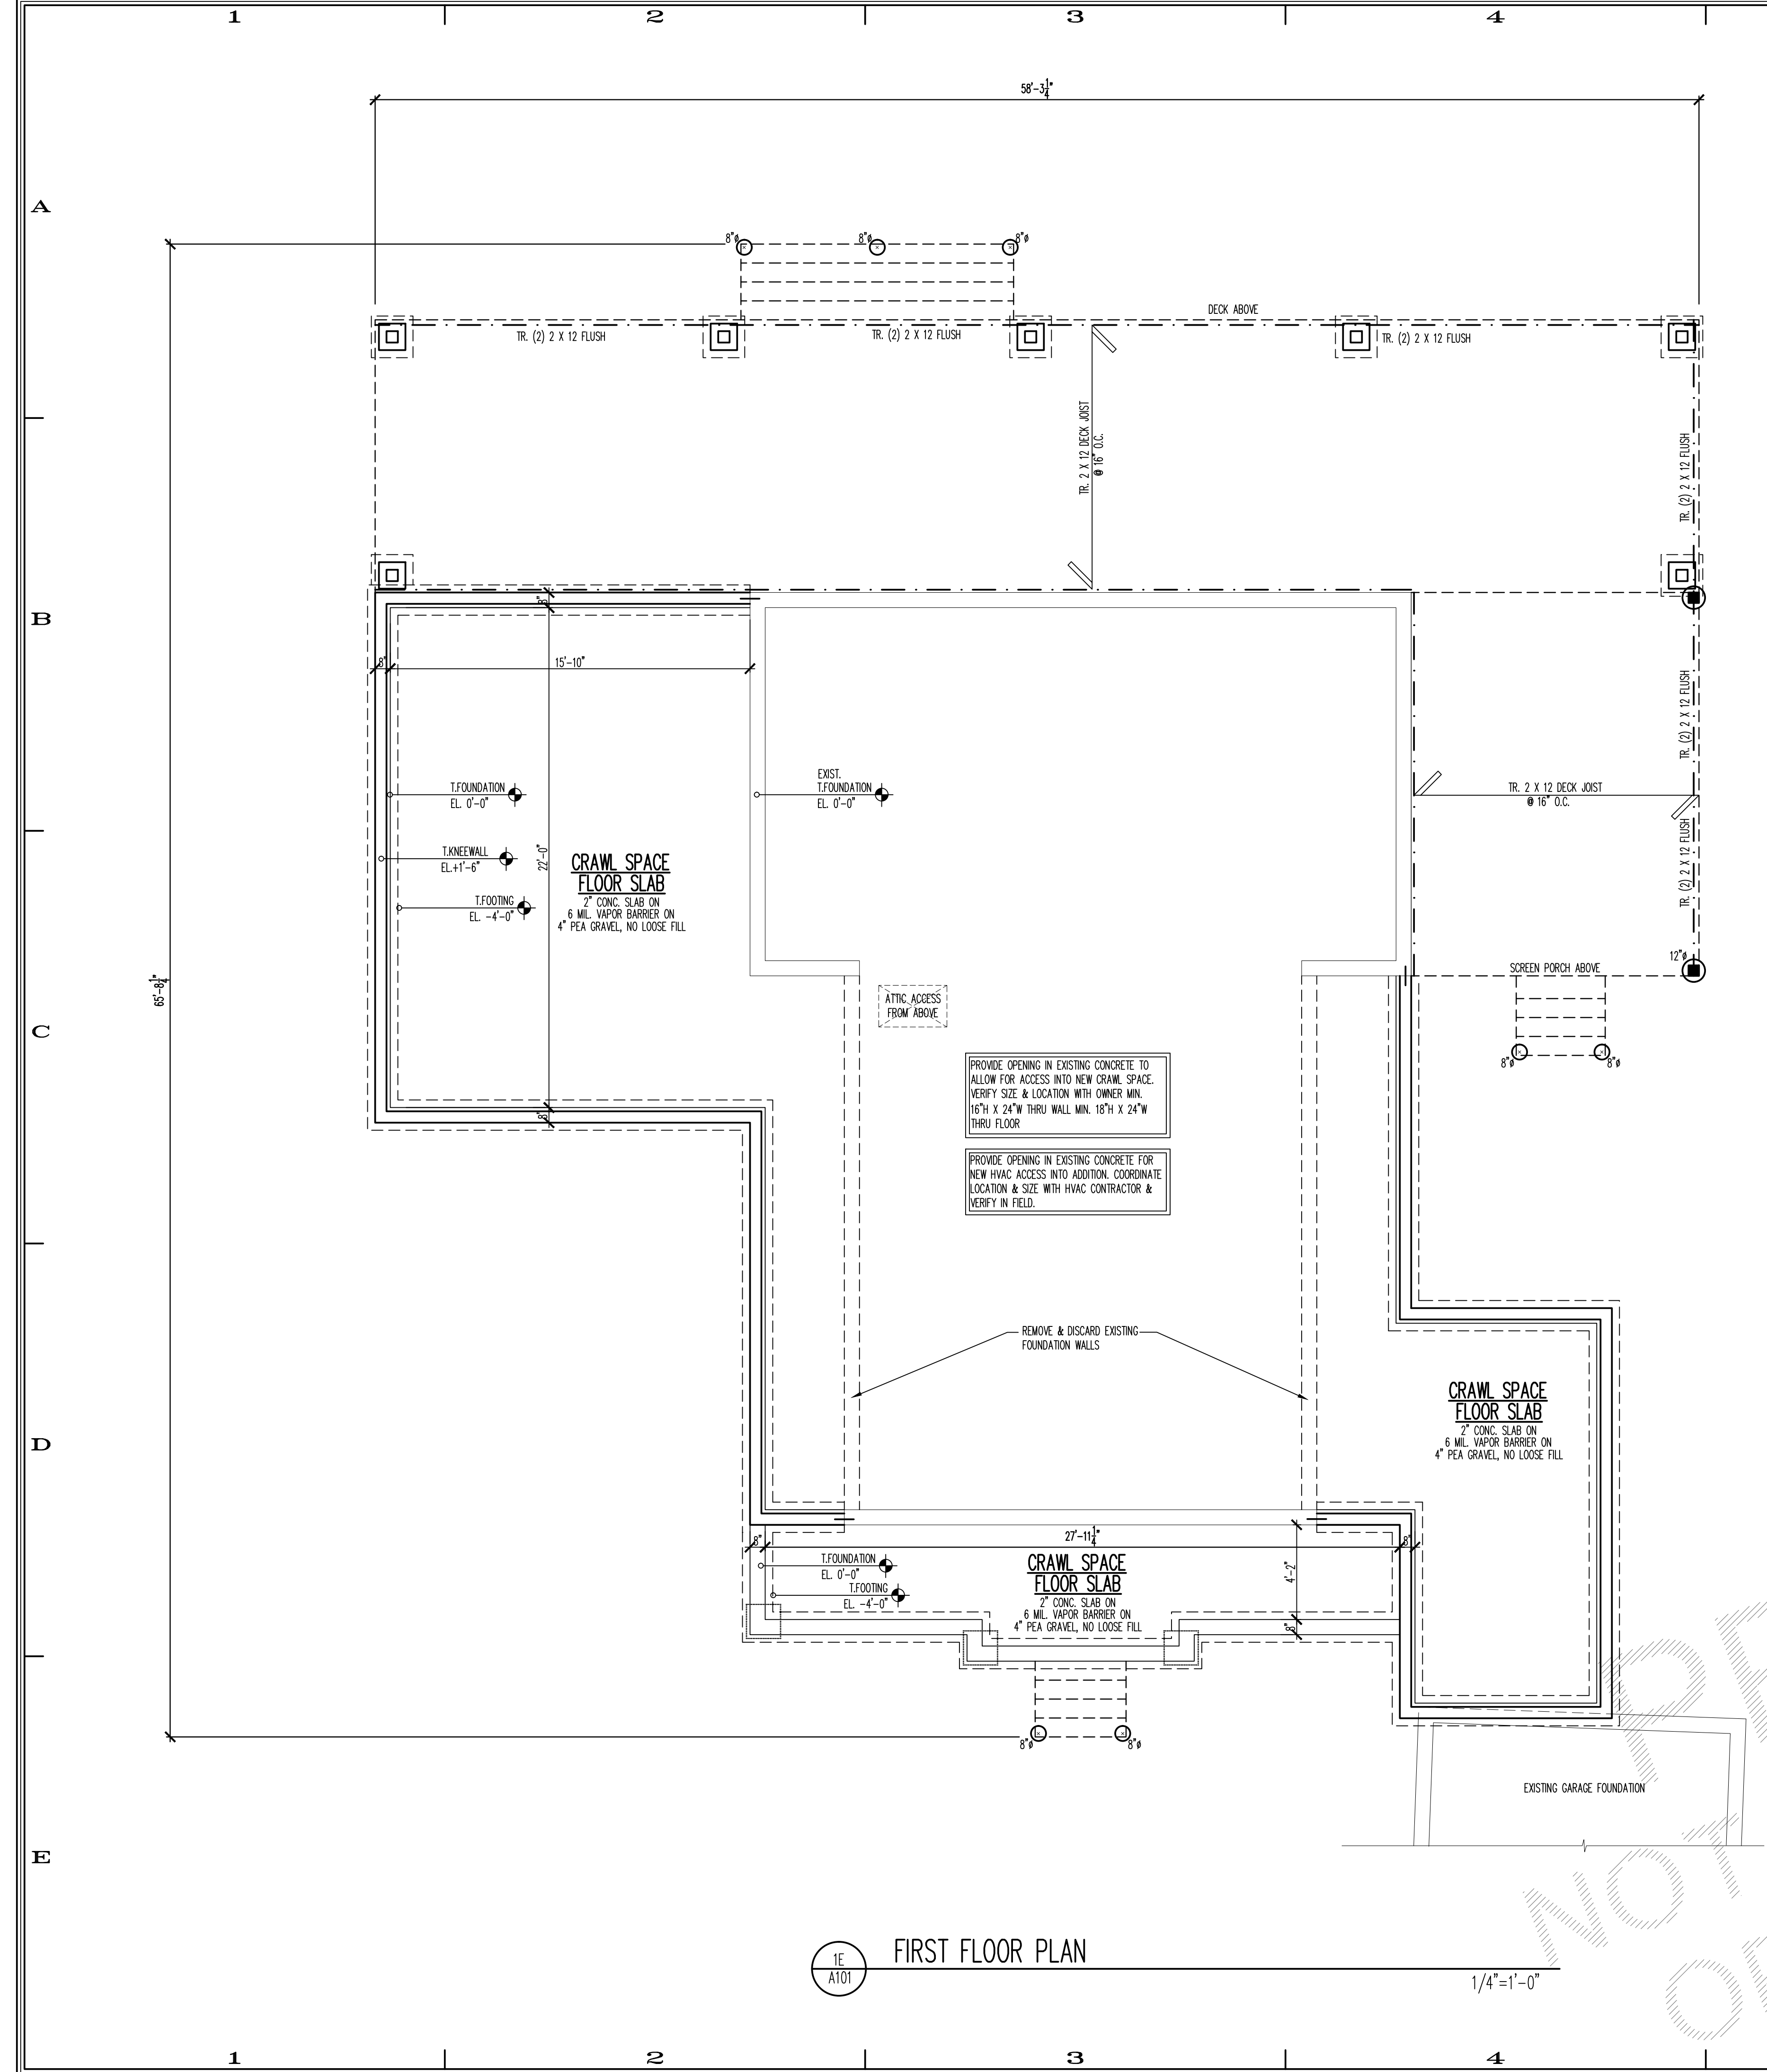 1 2 3 4
58'-3 1/4"
A
8"ø 8"ø 8"ø
DECK ABOVE
TR. (2) 2 X 12 FLUSH
TR. (2) 2 X 12 FLUSH
TR. (2) 2 X 12 FLUSH
TR. 2 X 12 DECK JOIST
@ 16" O.C.
TR. (2) 2 X 12 FLUSH
B
8"
8"
15'-10"
TR. (2) 2 X 12 FLUSH
T.FOUNDATION
EL. 0'-0"
EXIST.
T.FOUNDATION
EL. 0'-0"
TR. 2 X 12 DECK JOIST
@ 16" O.C.
T.KNEEWALL
EL.+1'-6"
22'-0"
CRAWL SPACE
FLOOR SLAB
2" CONC. SLAB ON
6 MIL. VAPOR BARRIER ON
4" PEA GRAVEL, NO LOOSE FILL
T.FOOTING
EL. -4'-0"
TR. (2) 2 X 12 FLUSH
65'-8 1/4"
12"ø
SCREEN PORCH ABOVE
ATTIC ACCESS
FROM ABOVE
C
8"ø 8"ø
PROVIDE OPENING IN EXISTING CONCRETE TO
ALLOW FOR ACCESS INTO NEW CRAWL SPACE.
VERIFY SIZE & LOCATION WITH OWNER MIN.
16"H X 24"W THRU WALL MIN. 18"H X 24"W
THRU FLOOR
8"
PROVIDE OPENING IN EXISTING CONCRETE FOR
NEW HVAC ACCESS INTO ADDITION. COORDINATE
LOCATION & SIZE WITH HVAC CONTRACTOR &
VERIFY IN FIELD.
REMOVE & DISCARD EXISTING
FOUNDATION WALLS
CRAWL SPACE
FLOOR SLAB
2" CONC. SLAB ON
6 MIL. VAPOR BARRIER ON
4" PEA GRAVEL, NO LOOSE FILL
D
8"
27'-11 1/4"
8"
T.FOUNDATION
EL. 0'-0"
T.FOOTING
EL. -4'-0"
CRAWL SPACE
FLOOR SLAB
2" CONC. SLAB ON
6 MIL. VAPOR BARRIER ON
4" PEA GRAVEL, NO LOOSE FILL
4'-2"
8"
8"ø 8"ø
EXISTING GARAGE FOUNDATION
E
NOT
1E
A101
FIRST FLOOR PLAN
1/4"=1'-0"
1 2 3 4